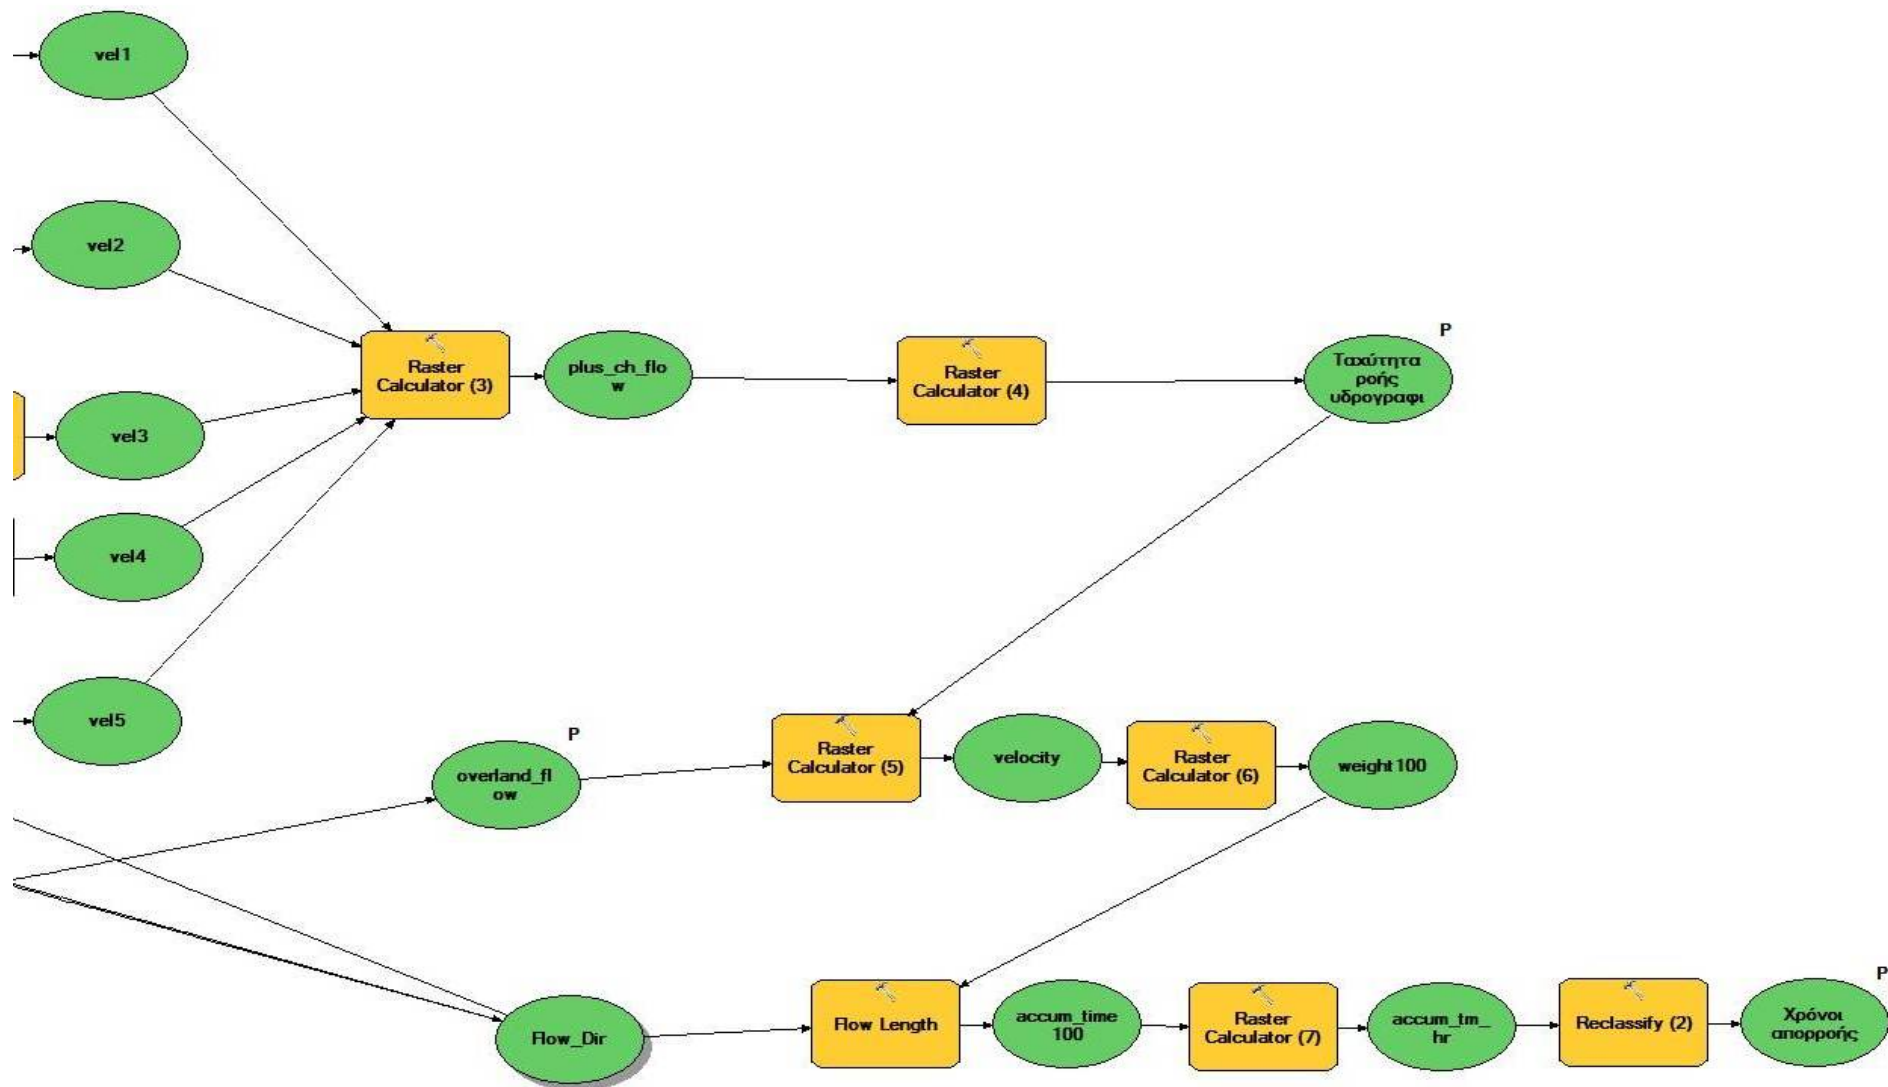 vel1
vel2
vel3
vel4
vel5
Raster
Calculator (3)
plus_ch_flo
w
Raster
Calculator (4)
P
Ταχύτητα
ροής
υδρογραφι
P
overland_fl
ow
Raster
Calculator (5)
velocity
Raster
Calculator (6)
weight100
Flow_Dir
Flow Length
accum_time
100
Raster
Calculator (7)
accum_tm_
hr
Reclassify (2)
P
Χρόνοι
απορροής